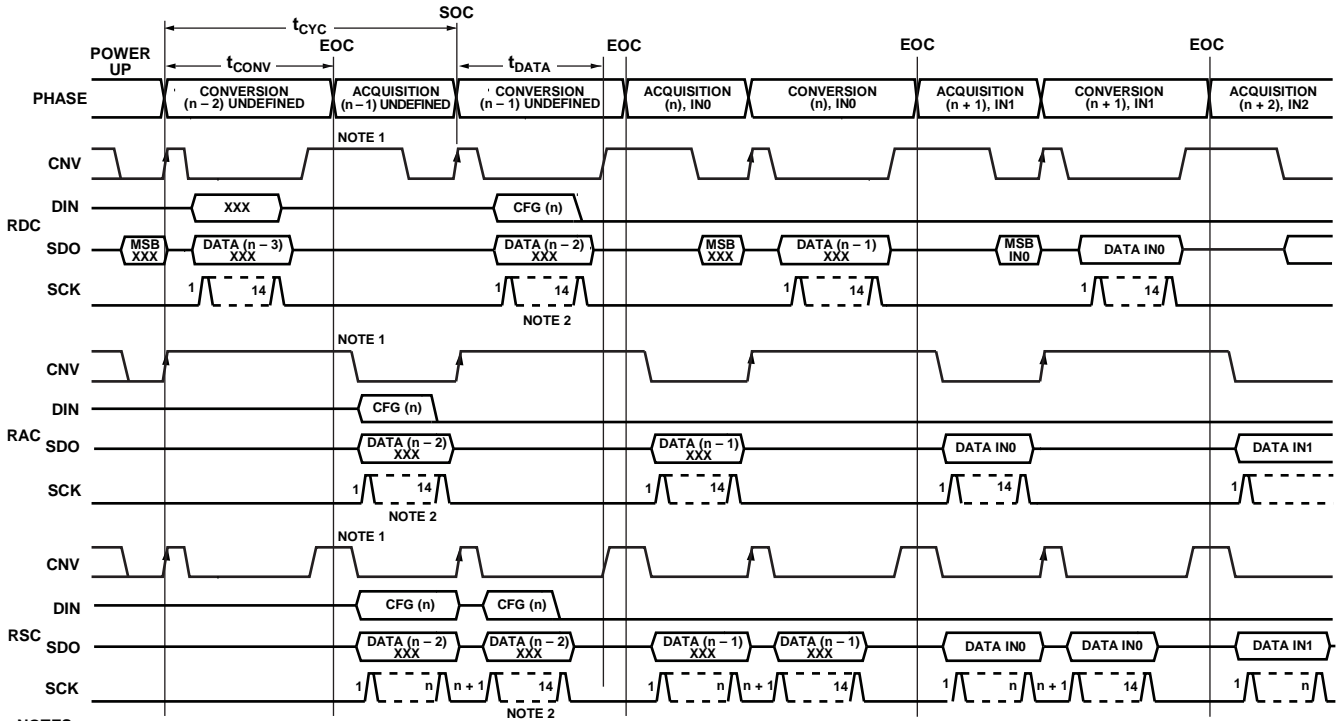 SOC
tCYC
EOC EOC EOC EOC
POWER
UP
tCONV tDATA
PHASE
CONVERSION
(n – 2) UNDEFINED
ACQUISITION
(n – 1) UNDEFINED
CONVERSION
(n – 1) UNDEFINED
ACQUISITION
(n), IN0
CONVERSION
(n), IN0
ACQUISITION
(n + 1), IN1
CONVERSION
(n + 1), IN1
ACQUISITION
(n + 2), IN2
NOTE 1
CNV
DIN XXX CFG (n)
RDC
SDO
MSB
XXX
DATA (n – 3)
XXX
DATA (n – 2)
XXX
MSB
XXX
DATA (n – 1)
XXX
MSB
IN0
DATA IN0
SCK 1 14 1 14 1 14 1 14
NOTE 2
NOTE 1
CNV
DIN CFG (n)
RAC
SDO
DATA (n – 2)
XXX
DATA (n – 1)
XXX
DATA IN0
DATA IN1
SCK 1 14 1 14 1 14 1
NOTE 2
NOTE 1
CNV
DIN CFG (n) CFG (n)
RSC
SDO
DATA (n – 2)
XXX
DATA (n – 2)
XXX
DATA (n – 1)
XXX
DATA (n – 1)
XXX
DATA IN0
DATA IN0
DATA IN1
SCK 1 n n + 1 14 1 n n + 1 14 1 n n + 1 14 1 n
NOTE 2